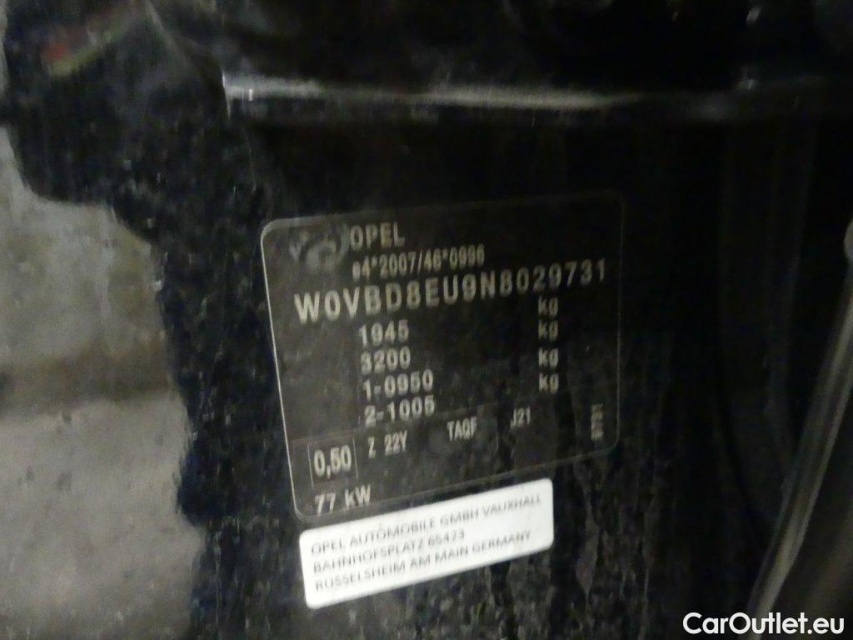 OPEL
e4*2007/46*0996
W0VBD8EU9N8029731
1945 kg
3200 kg
1-0950 kg
2-1005 kg
0,50 Z 22Y TAQF J21
77 kW
OPEL AUTOMOBILE GMBH VAUXHALL
BAHNHOFSPLATZ 65423
RÜSSELSHEIM AM MAIN GERMANY
CarOutlet.eu